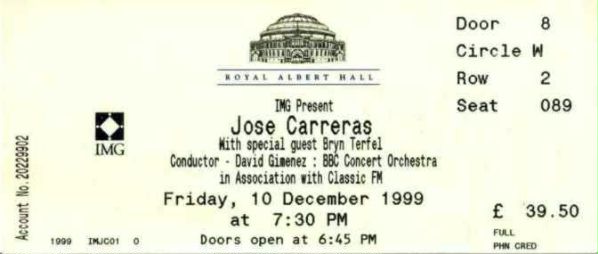 ROYAL ALBERT HALL
IMG Present
Jose Carreras
With special guest Bryn Terfel
Conductor - David Gimenez : BBC Concert Orchestra
in Association with Classic FM
Friday, 10 December 1999
at 7:30 PM
Doors open at 6:45 PM
IMG
Account No. 20229902
1999 IMJC01 0
Door 8
Circle W
Row 2
Seat 089
£ 39.50
FULL
PHN CRED